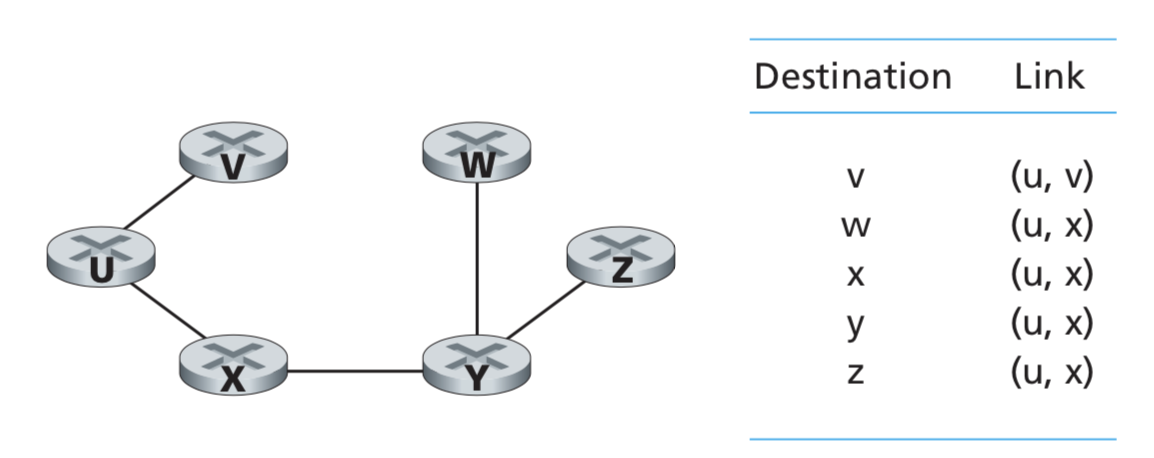 V
W
U
Z
X
Y
Destination Link
v (u, v)
w (u, x)
x (u, x)
y (u, x)
z (u, x)